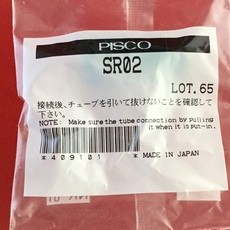 PISCO
SR02
LOT. 65
接続後、チューブを引いて抜けないことを確認して
下さい。
NOTE: Make sure the tube connection by pulling
it when it is put-in.
*409101*
MADE IN JAPAN